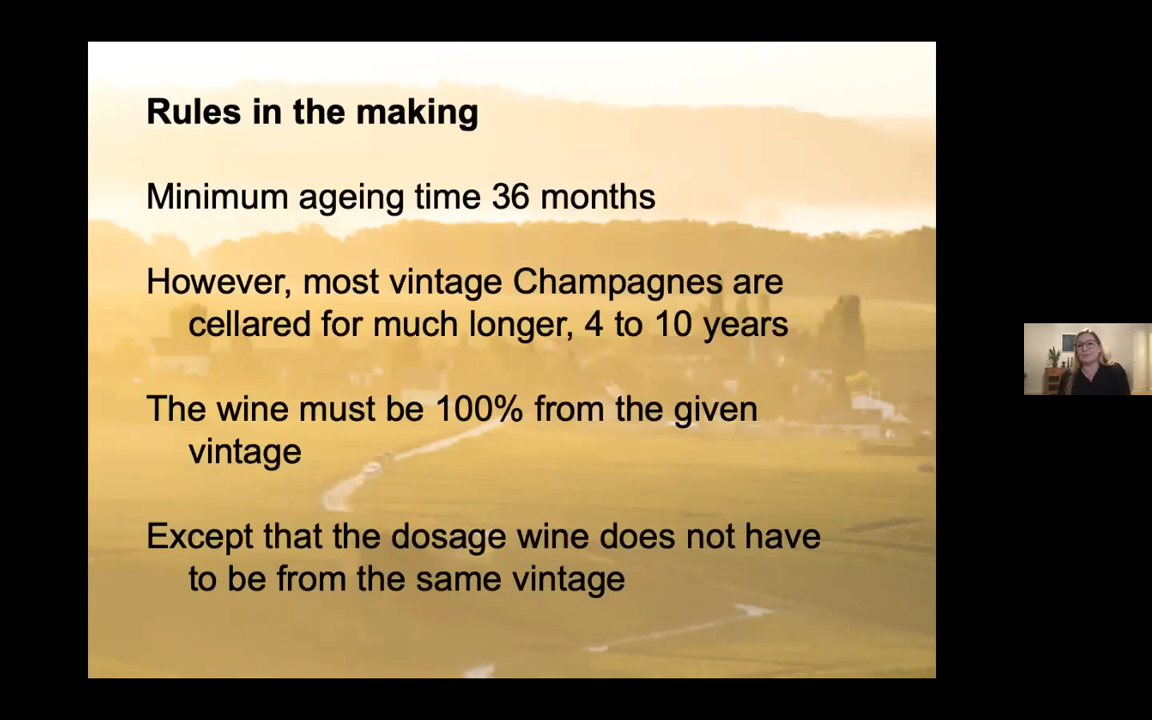 Rules in the making
Minimum ageing time 36 months
However, most vintage Champagnes are
cellared for much longer, 4 to 10 years
The wine must be 100% from the given
vintage
Except that the dosage wine does not have
to be from the same vintage